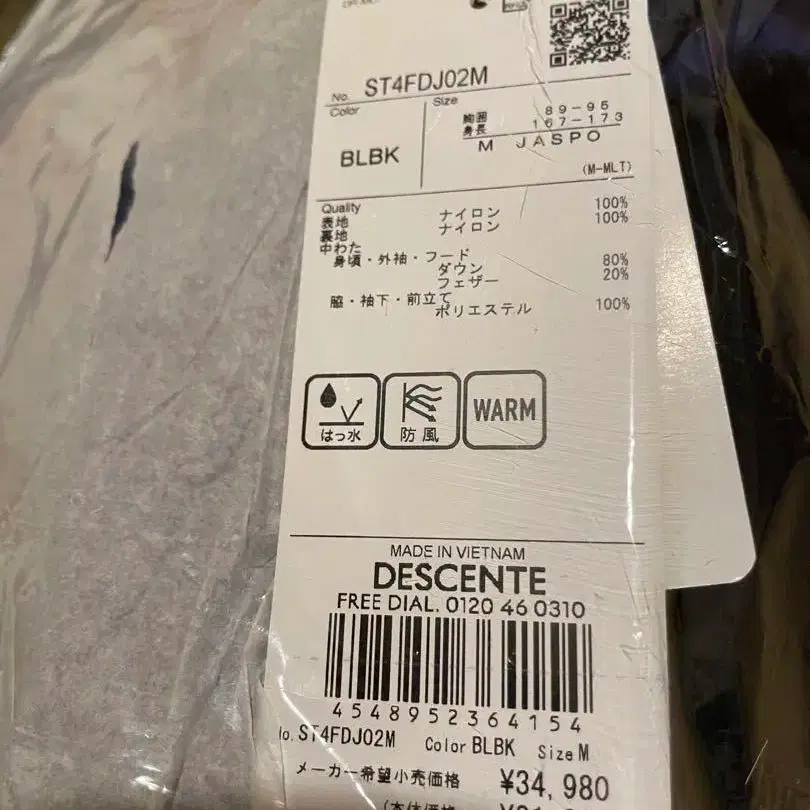 No. ST4FDJ02M
Color
BLBK
Size
胸囲 89-95
身長 167-173
M JASPO
(M-MLT)
Quality
表地 ナイロン 100%
裏地 ナイロン 100%
中わた
身頃・外袖・フード
ダウン 80%
フェザー 20%
脇・袖下・前立て
ポリエステル 100%
はっ水
防風
WARM
MADE IN VIETNAM
DESCENTE
FREE DIAL. 0120 46 0310
4548952364154
No. ST4FDJ02M Color BLBK Size M
メーカー希望小売価格 ¥34,980
(本体価格